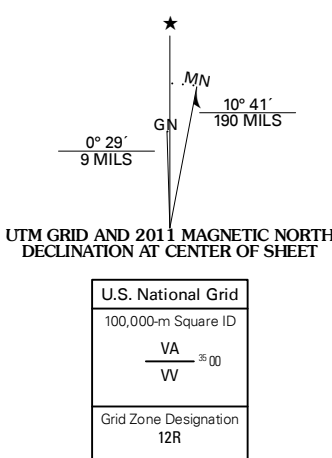 ★
MN
GN
10° 41´
190 MILS
0° 29´
9 MILS
UTM GRID AND 2011 MAGNETIC NORTH
DECLINATION AT CENTER OF SHEET
U.S. National Grid
100,000-m Square ID
VA
35 00
VV
Grid Zone Designation
12R